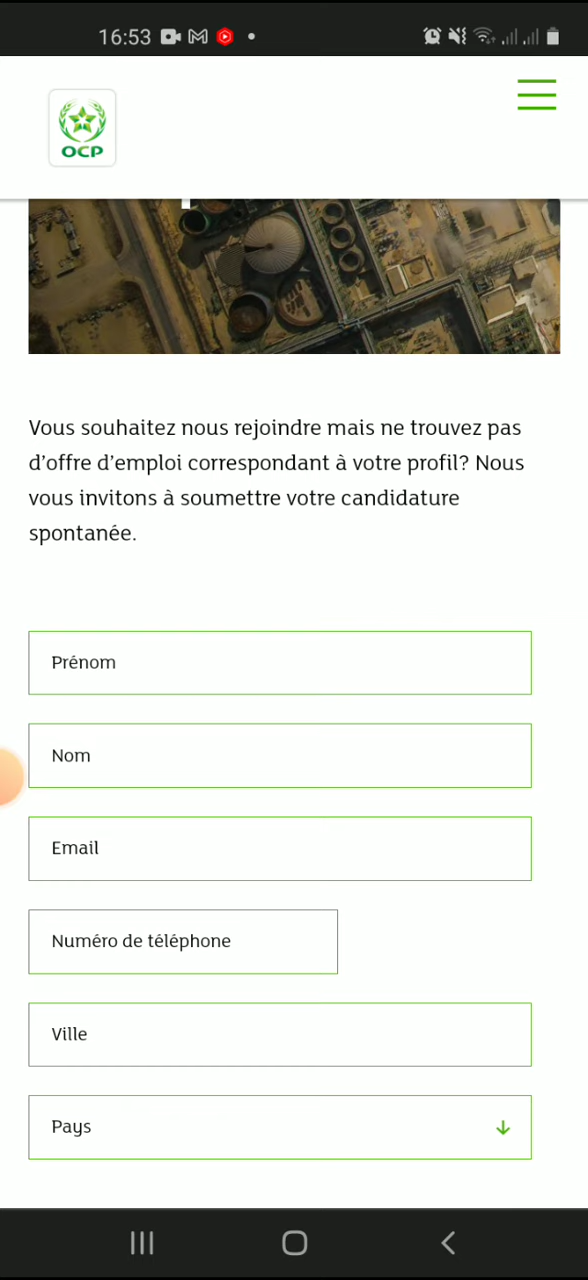 16:53
OCP
Vous souhaitez nous rejoindre mais ne trouvez pas
d’offre d’emploi correspondant à votre profil? Nous
vous invitons à soumettre votre candidature
spontanée.
Prénom
Nom
Email
Numéro de téléphone
Ville
Pays